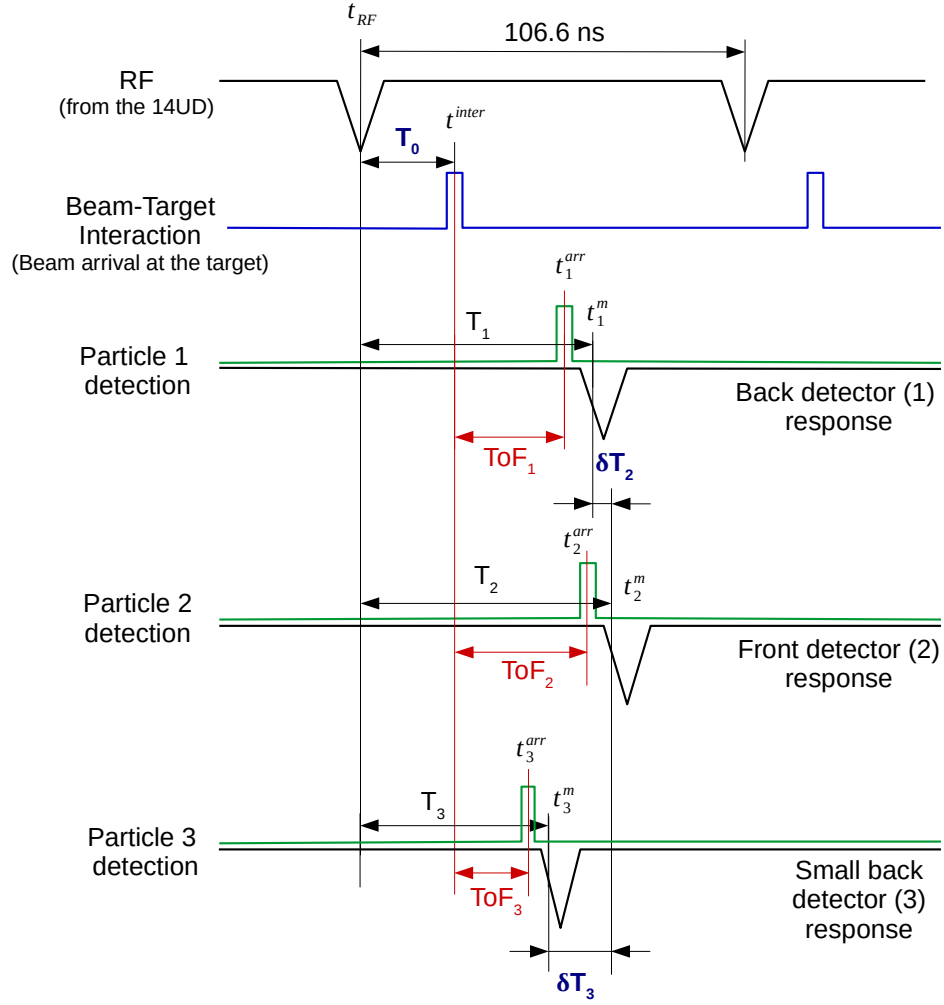 t_RF
106.6 ns
RF
(from the 14UD)
t^inter
T_0
Beam-Target
Interaction
(Beam arrival at the target)
t_1^arr
t_1^m
T_1
Particle 1
detection
Back detector (1)
response
ToF_1
δT_2
t_2^arr
T_2
t_2^m
Particle 2
detection
Front detector (2)
response
ToF_2
t_3^arr
T_3
t_3^m
Particle 3
detection
Small back
detector (3)
response
ToF_3
δT_3